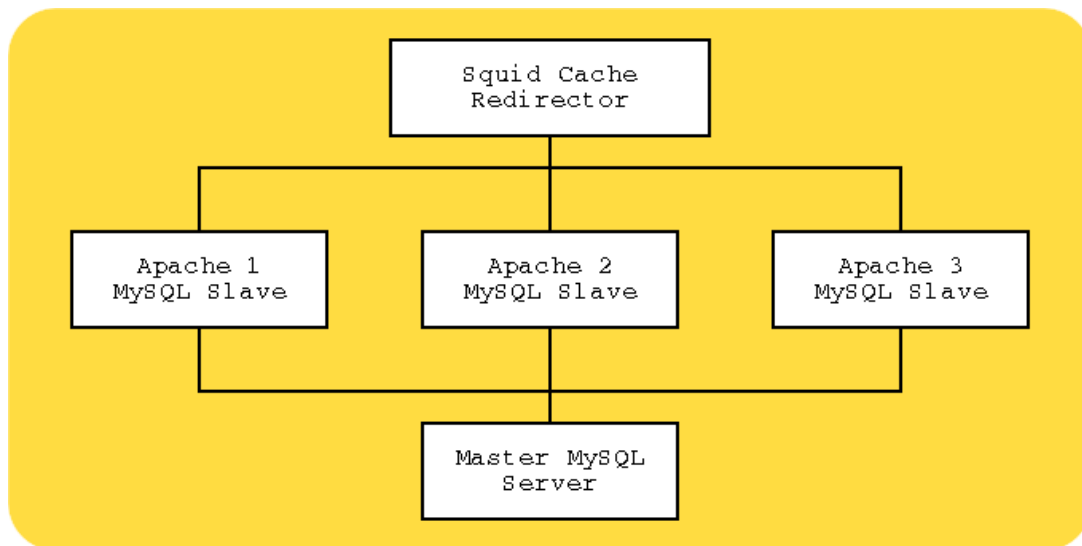 Squid Cache
Redirector
Apache 1
MySQL Slave
Apache 2
MySQL Slave
Apache 3
MySQL Slave
Master MySQL
Server